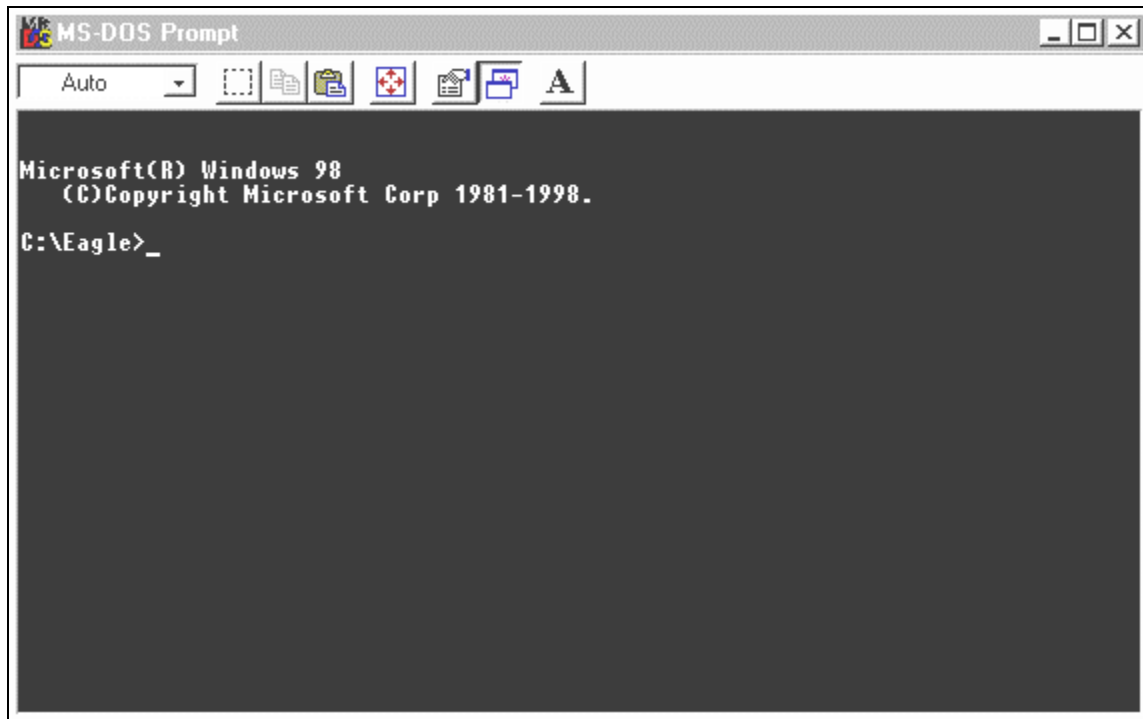 MS-DOS Prompt
Auto
A
Microsoft(R) Windows 98
(C)Copyright Microsoft Corp 1981-1998.
C:\Eagle>_